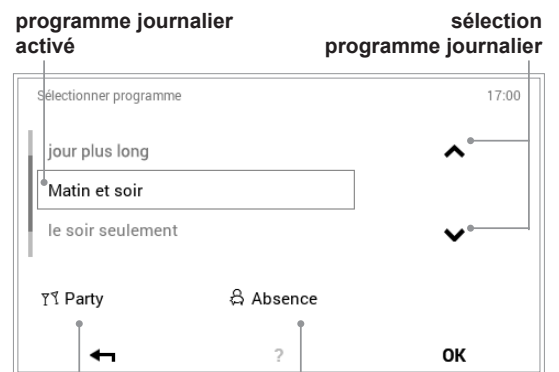 programme journalier
activé
sélection
programme journalier
Sélectionner programme 17:00
jour plus long
Matin et soir
le soir seulement
Party Absence
? OK